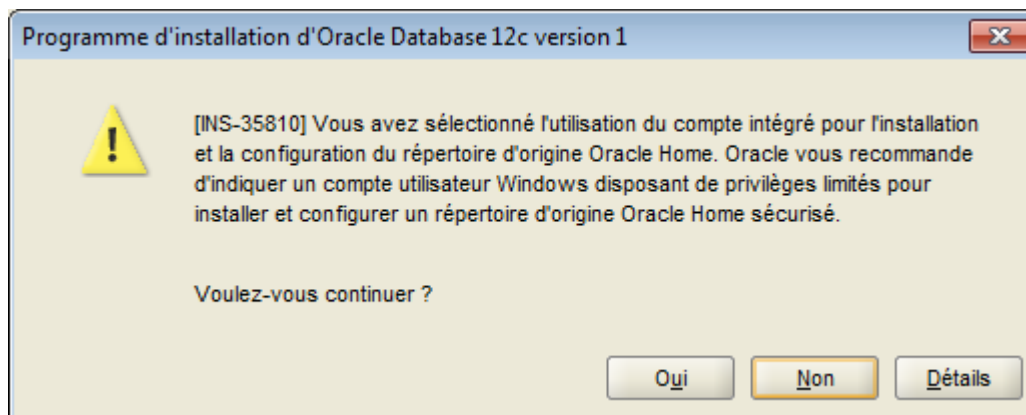 Programme d'installation d'Oracle Database 12c version 1
[INS-35810] Vous avez sélectionné l'utilisation du compte intégré pour l'installation
et la configuration du répertoire d'origine Oracle Home. Oracle vous recommande
d'indiquer un compte utilisateur Windows disposant de privilèges limités pour
installer et configurer un répertoire d'origine Oracle Home sécurisé.
Voulez-vous continuer ?
Oui Non Détails